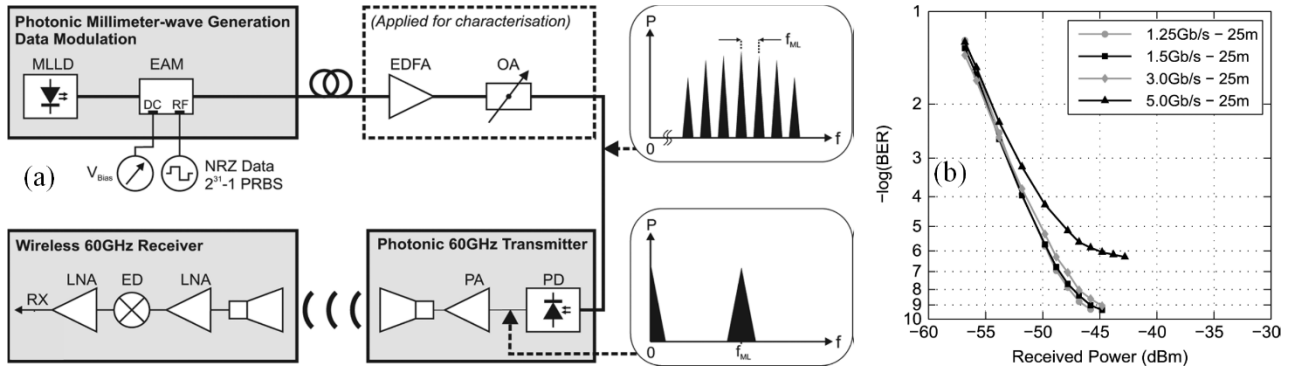 Photonic Millimeter-wave Generation
Data Modulation
MLLD
EAM
DC RF
V_Bias
NRZ Data
2^31-1 PRBS
(a)
(Applied for characterisation)
EDFA
OA
P
f_ML
0
f
Wireless 60GHz Receiver
LNA
ED
LNA
RX
Photonic 60GHz Transmitter
PA
PD
P
0
f_ML
f
-log(BER)
1
2
3
4
5
6
7
8
9
10
(b)
1.25Gb/s − 25m
1.5Gb/s − 25m
3.0Gb/s − 25m
5.0Gb/s − 25m
−60 −55 −50 −45 −40 −35 −30
Received Power (dBm)